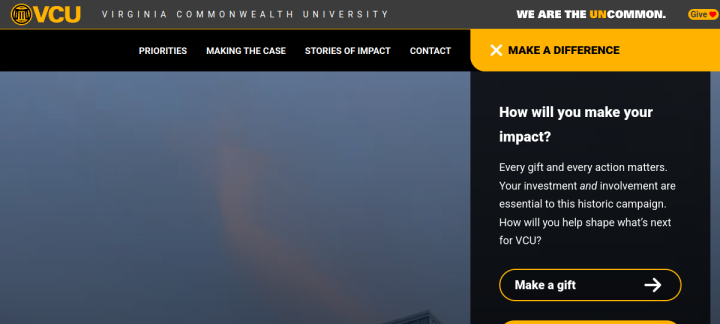 VCU VIRGINIA COMMONWEALTH UNIVERSITY WE ARE THE UNCOMMON. Give
PRIORITIES MAKING THE CASE STORIES OF IMPACT CONTACT MAKE A DIFFERENCE
How will you make your
impact?
Every gift and every action matters.
Your investment and involvement are
essential to this historic campaign.
How will you help shape what's next
for VCU?
Make a gift